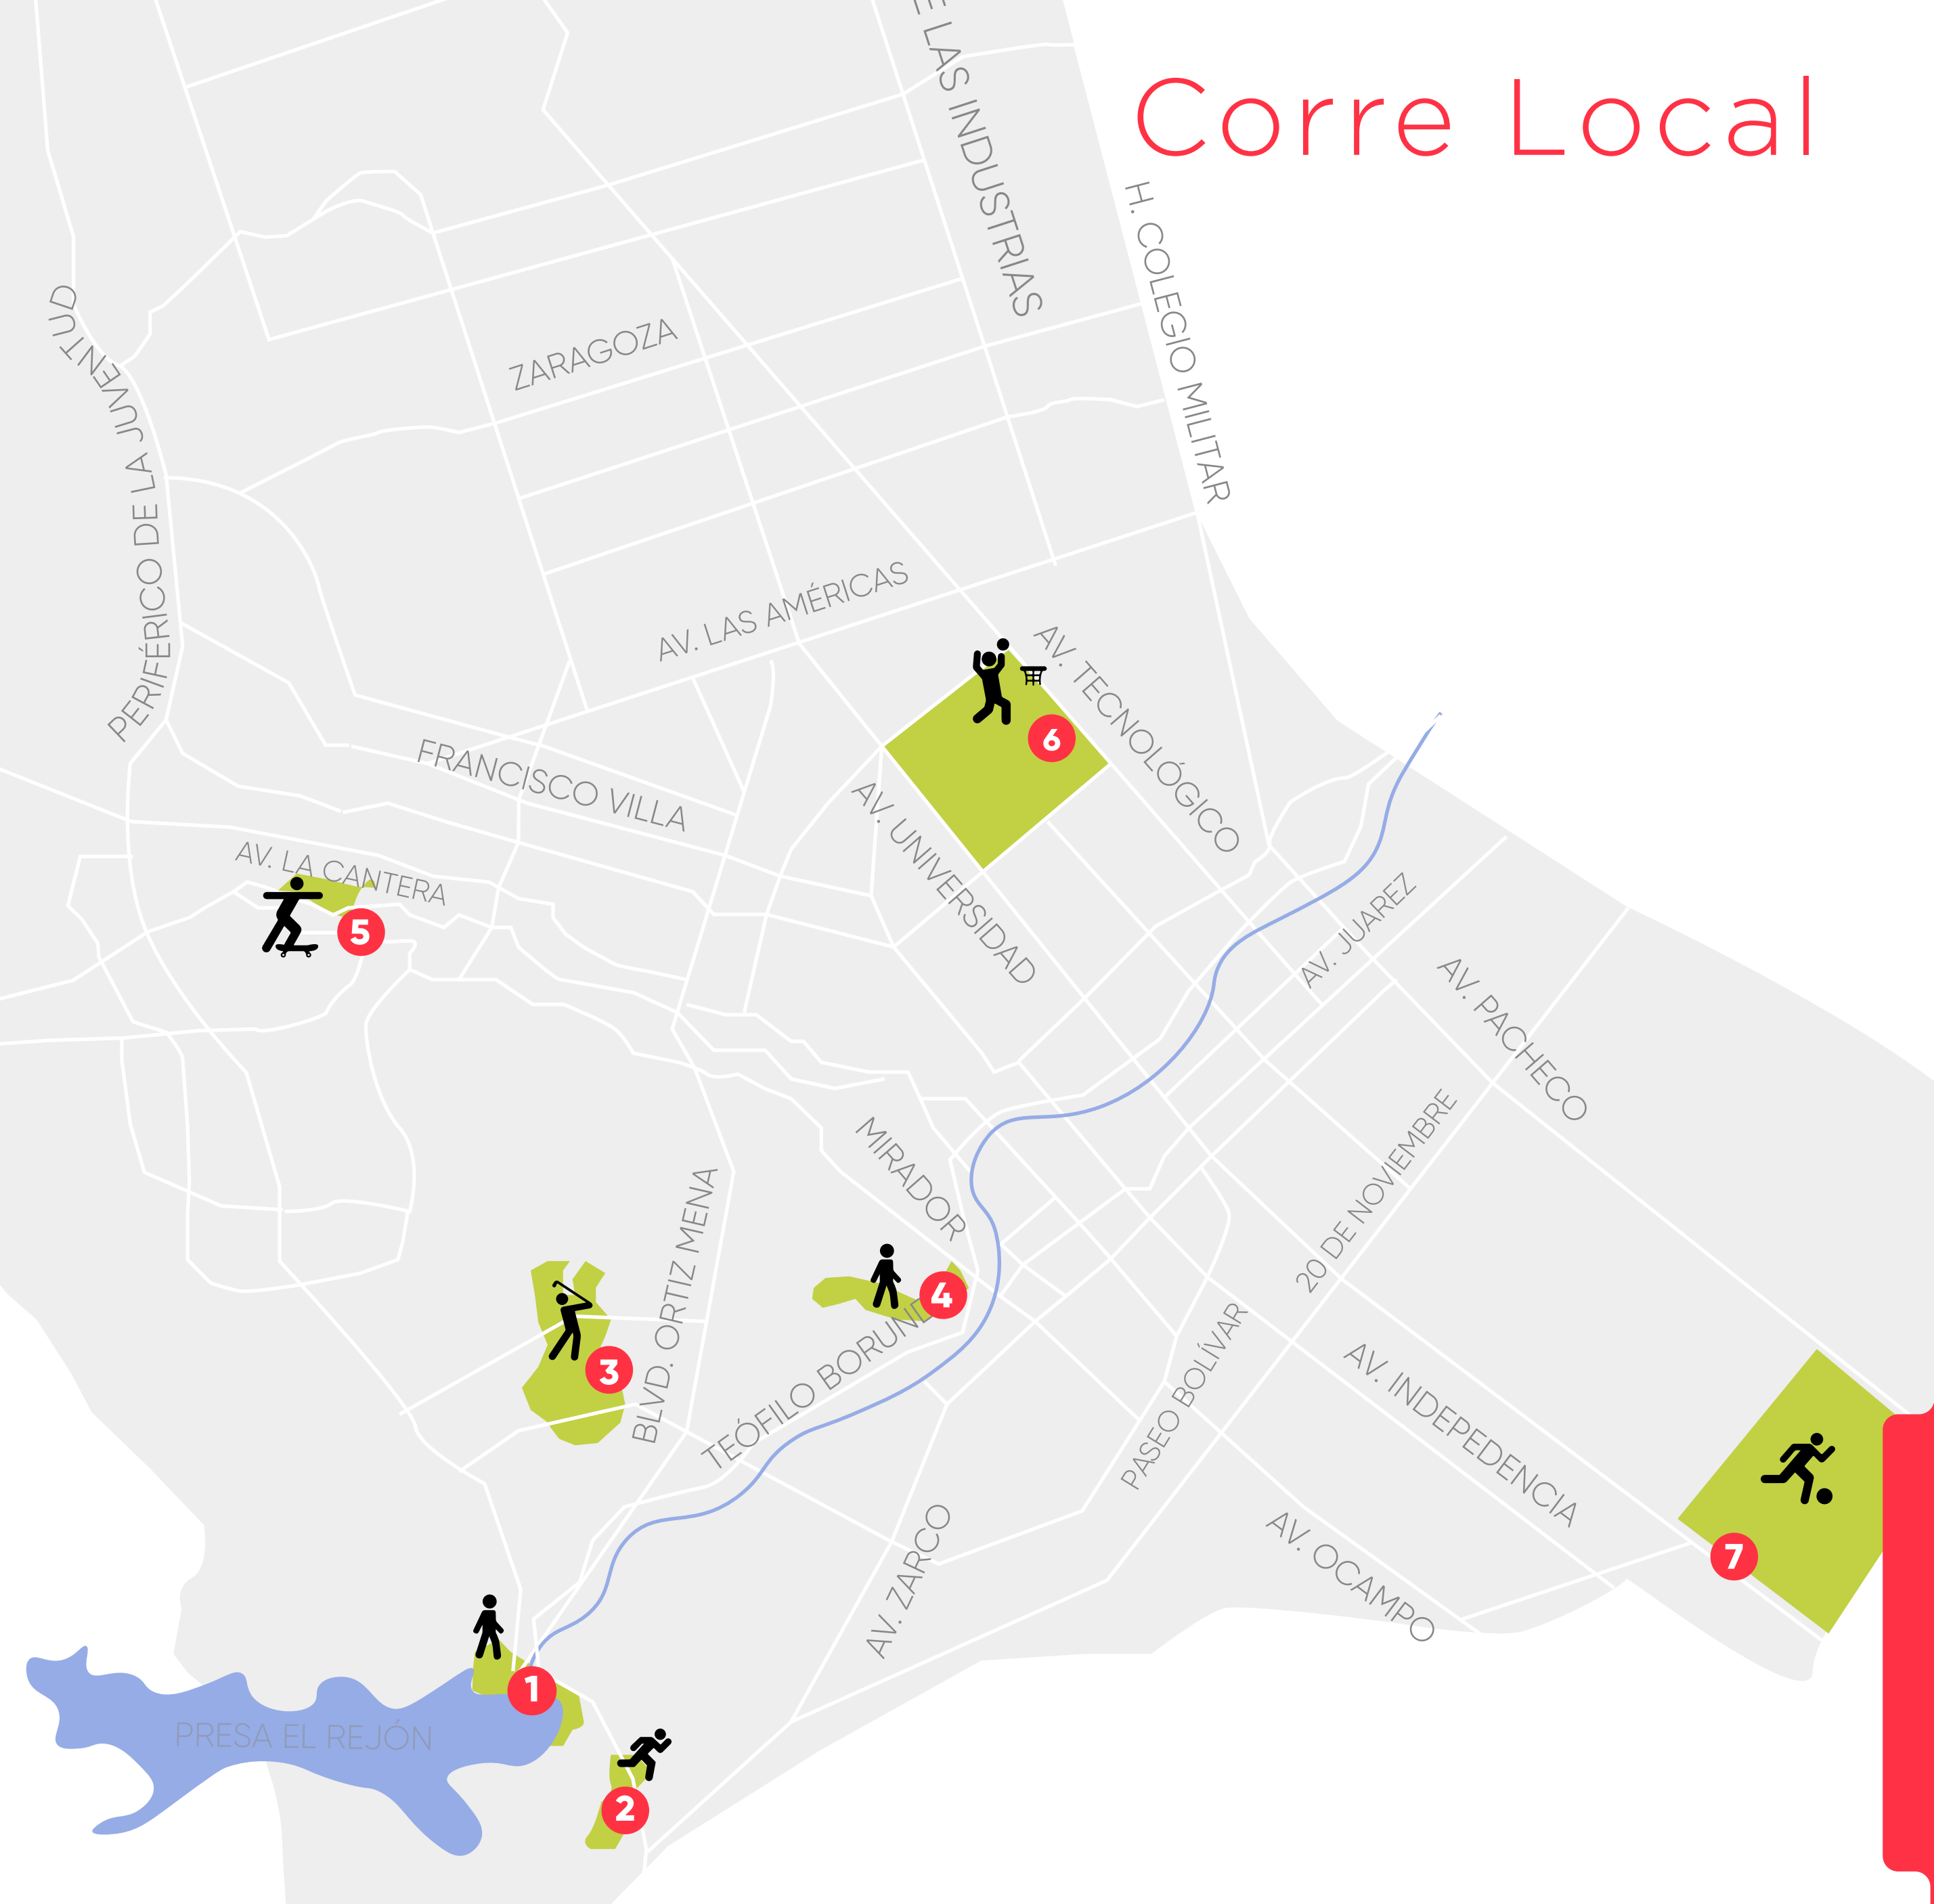 Corre Local
E LAS INDUSTRIAS
H. COLEGIO MILITAR
PERIFÉRICO DE LA JUVENTUD
ZARAGOZA
AV. LAS AMÉRICAS
AV. TECNOLÓGICO
6
FRANCISCO VILLA
AV. UNIVERSIDAD
AV. LA CANTERA
5
AV. JUAREZ
AV. PACHECO
MIRADOR
20 DE NOVIEMBRE
BLVD. ORTIZ MENA
4
3
TEÓFILO BORUND
PASEO BOLÍVAR
AV. INDEPEDENCIA
AV. ZARCO
AV. OCAMPO
7
1
PRESA EL REJÓN
2